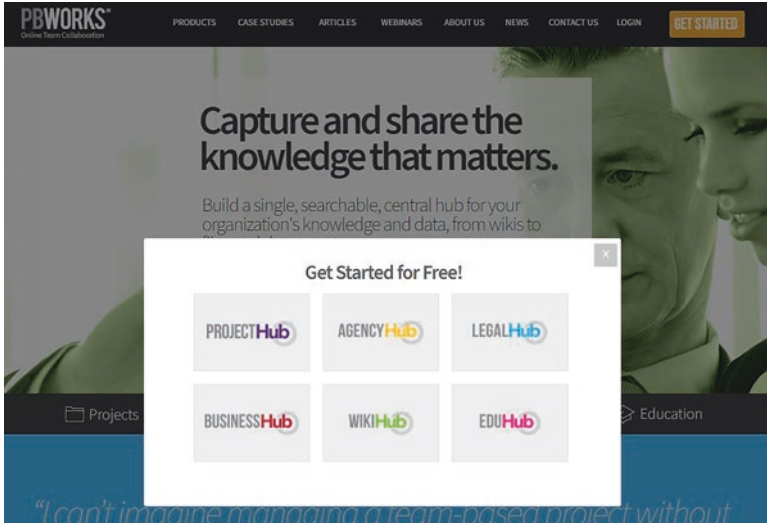 PBWORKS®
Online Team Collaboration
PRODUCTS CASE STUDIES ARTICLES WEBINARS ABOUT US NEWS CONTACT US LOGIN GET STARTED
Capture and share the
knowledge that matters.
Build a single, searchable, central hub for your
organization's knowledge and data, from wikis to
X
Get Started for Free!
PROJECTHub AGENCYHub LEGALHub
BUSINESSHub WIKIHub EDUHub
Projects Education
"I can't imagine managing a team-based project without